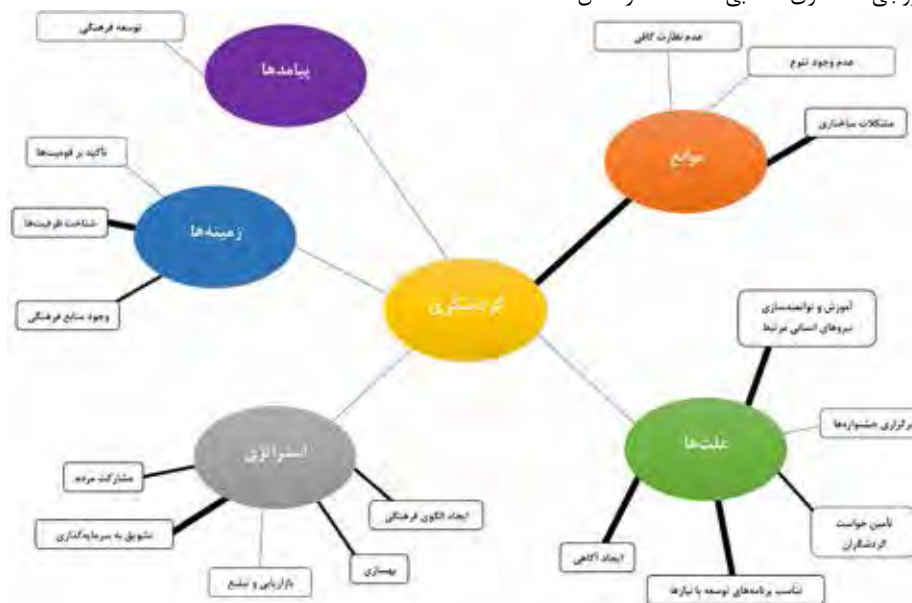 توسعه فرهنگی
پیامدها
عدم نظارت کافی
عدم وجود تنوع
مشکلات ساختاری
موانع
تأکید بر قومیت‌ها
شناخت ظرفیت‌ها
وجود منابع فرهنگی
زمینه‌ها
گردشگری
آموزش و توانمندسازی
نیروهای انسانی مرتبط
برگزاری جشنواره‌ها
تأمین خواست
گردشگران
تناسب برنامه‌های توسعه با نیازها
ایجاد آگاهی
علت‌ها
استراتژی
مشارکت مردم
تشویق به سرمایه‌گذاری
بازاریابی و تبلیغ
بهسازی
ایجاد الگوی فرهنگی